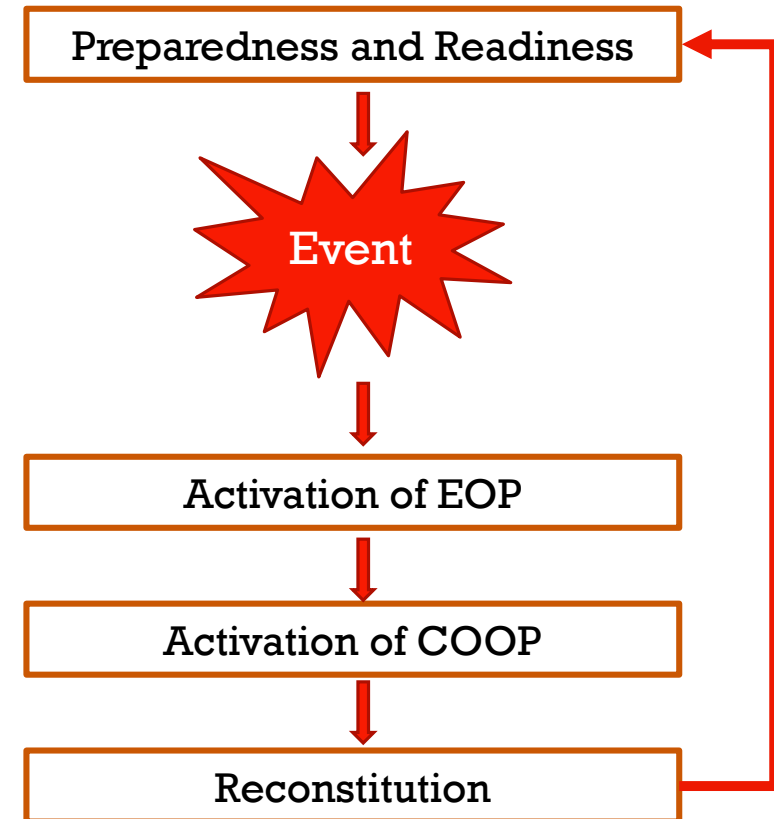 Preparedness and Readiness
Event
Activation of EOP
Activation of COOP
Reconstitution